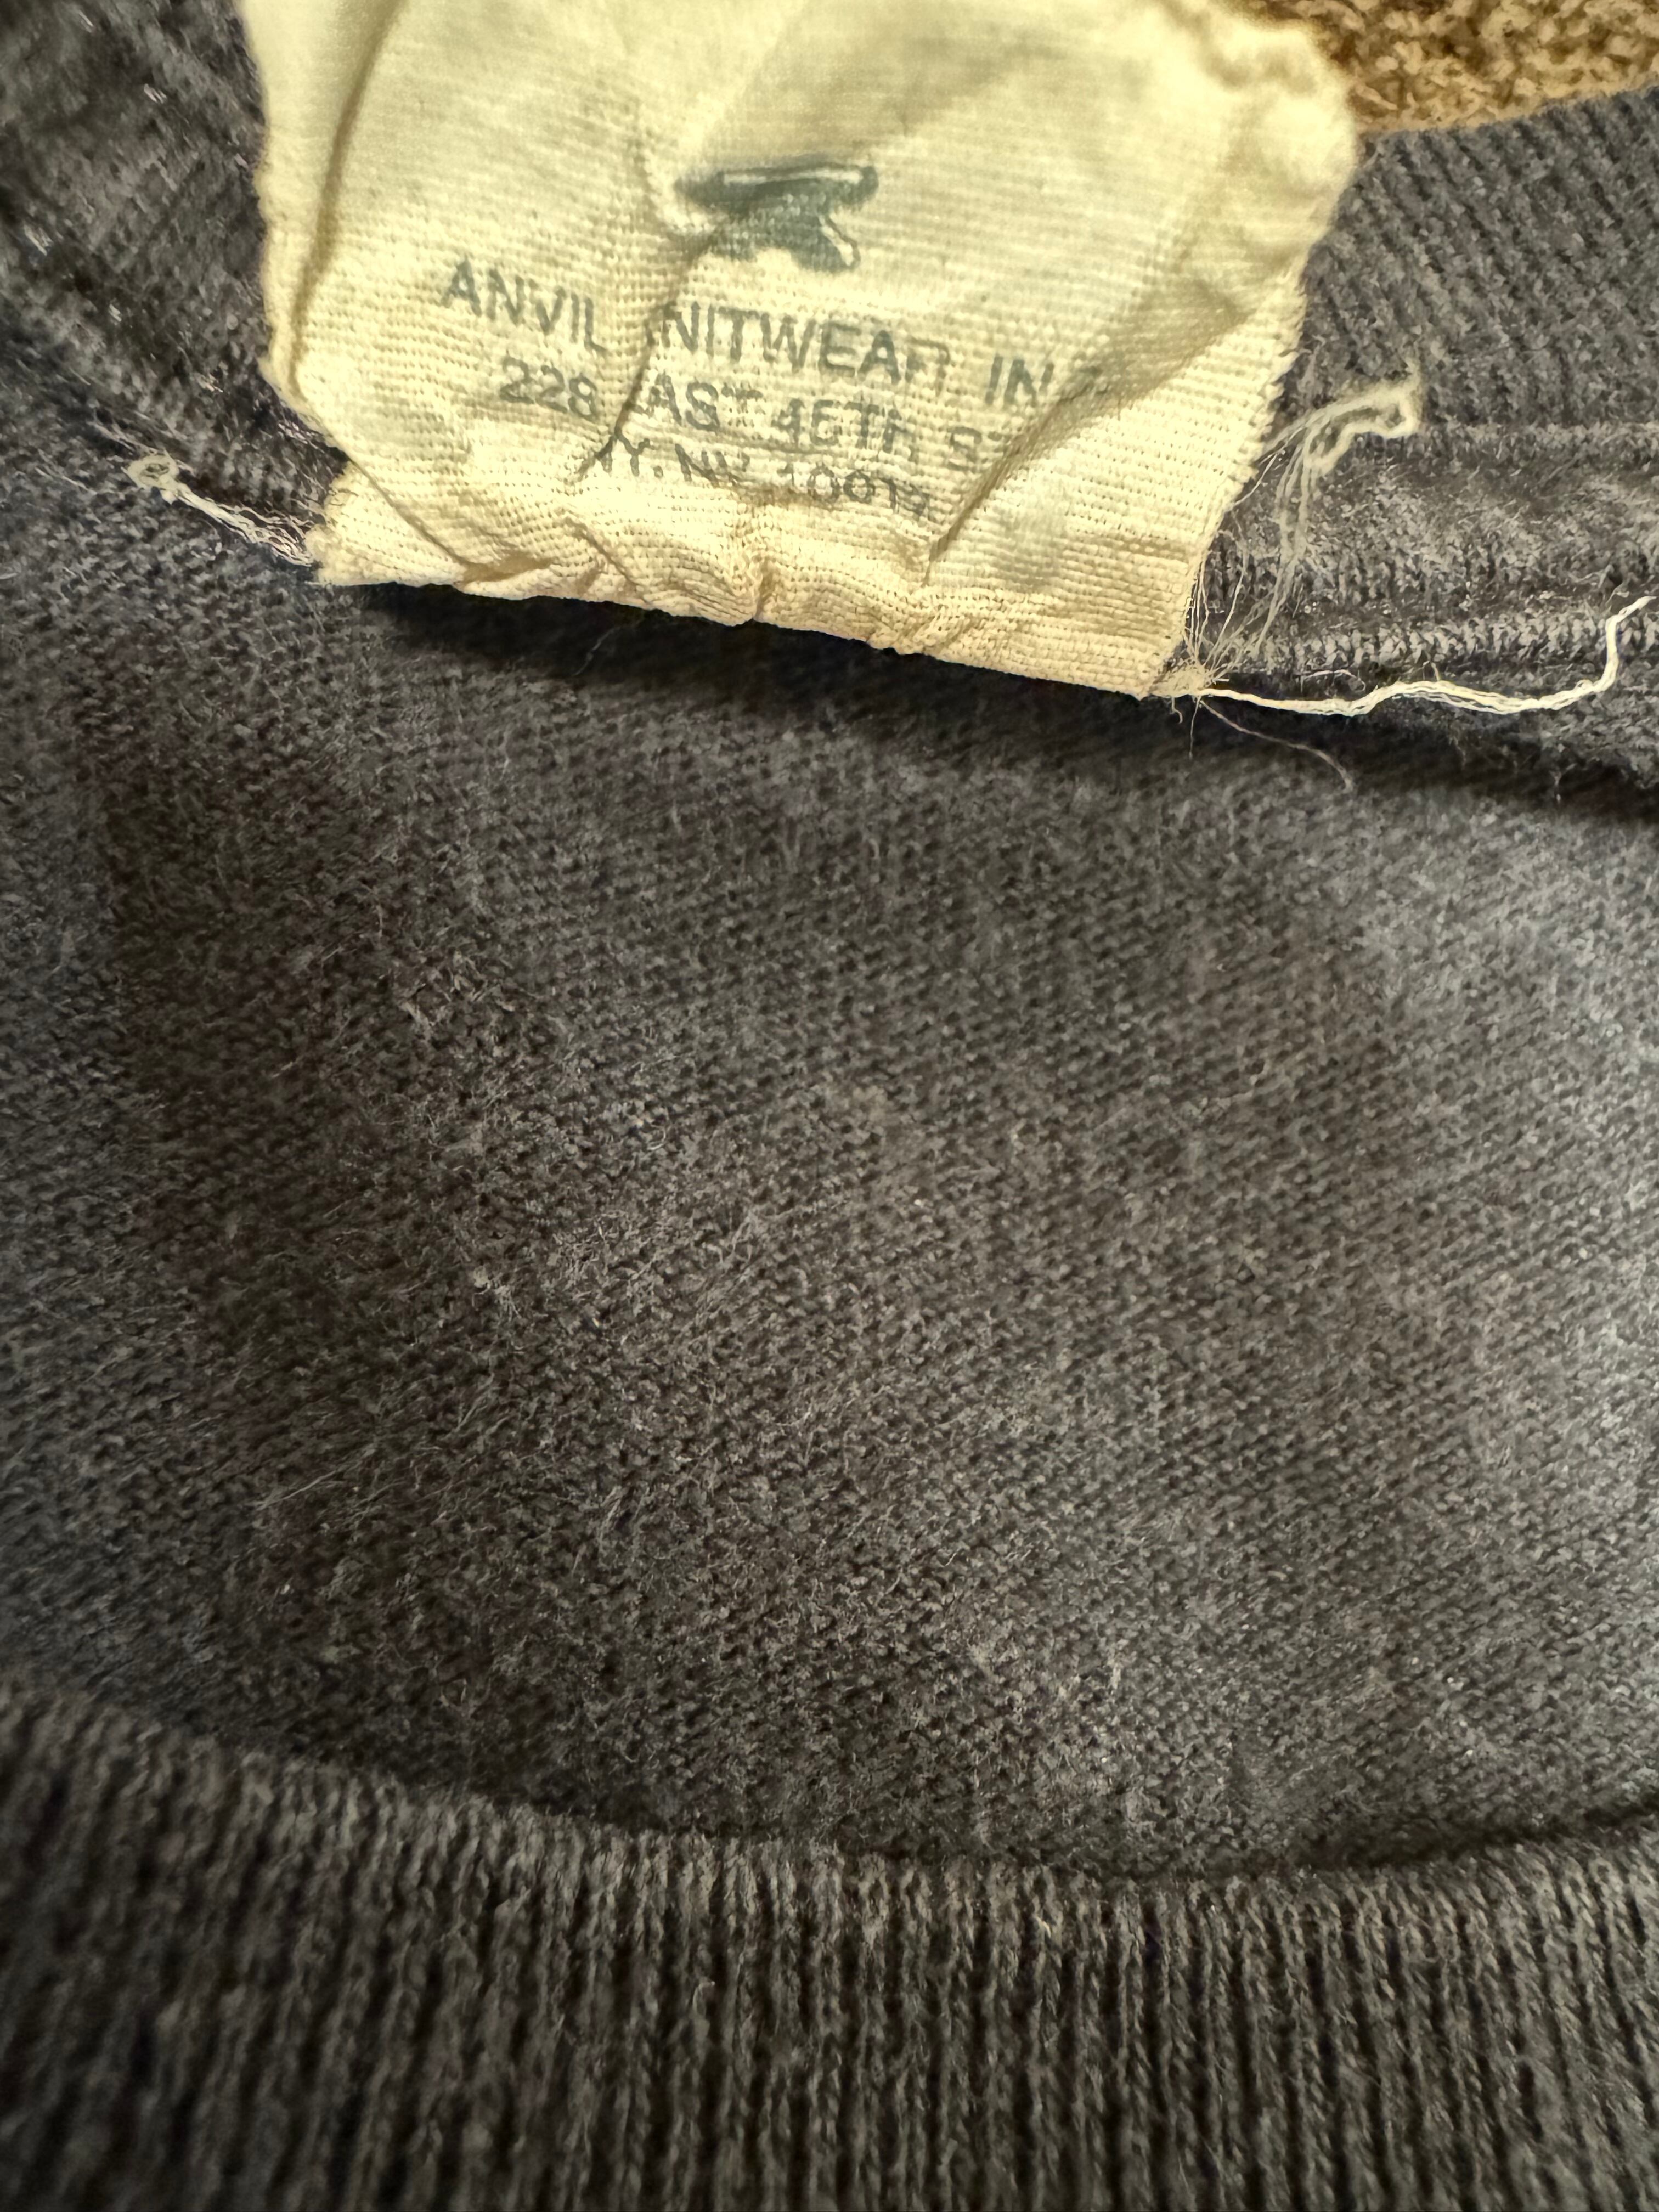 ANVIL KNITWEAR, INC.
228 EAST 45TH ST.
N.Y. NY 10017